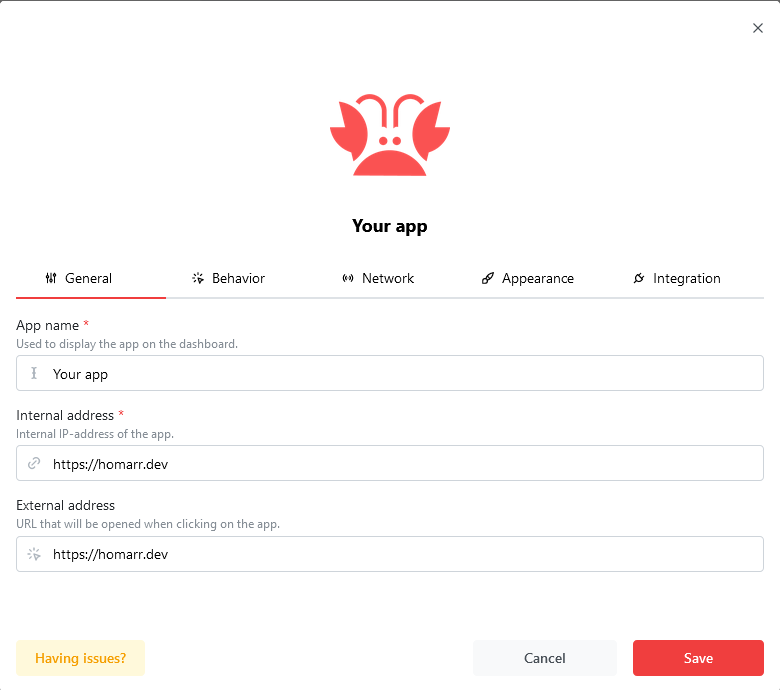 Your app
General Behavior Network Appearance Integration
App name *
Used to display the app on the dashboard.
Your app
Internal address *
Internal IP-address of the app.
https://homarr.dev
External address
URL that will be opened when clicking on the app.
https://homarr.dev
Having issues? Cancel Save